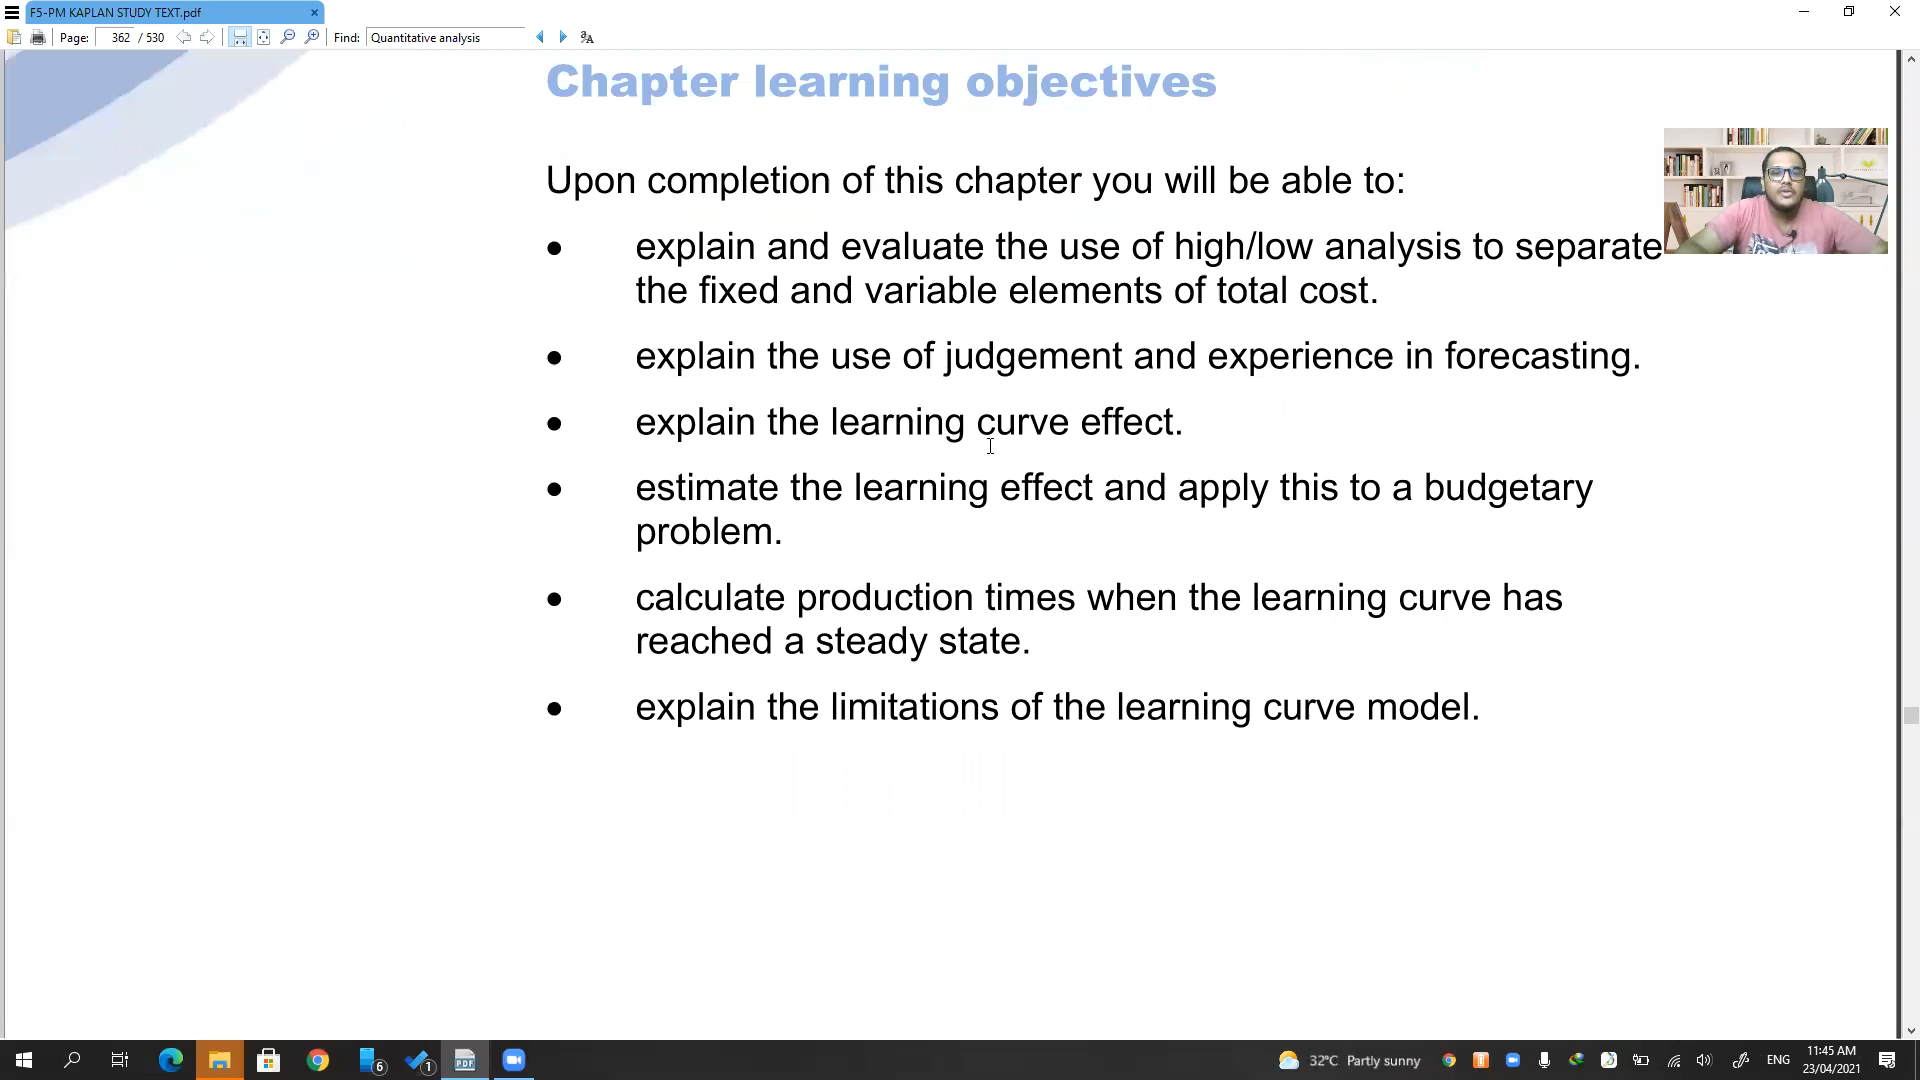 F5-PM KAPLAN STUDY TEXT.pdf
Page: 362 / 530 Find: Quantitative analysis
Chapter learning objectives
Upon completion of this chapter you will be able to:
• explain and evaluate the use of high/low analysis to separate
the fixed and variable elements of total cost.
• explain the use of judgement and experience in forecasting.
• explain the learning curve effect.
• estimate the learning effect and apply this to a budgetary
problem.
• calculate production times when the learning curve has
reached a steady state.
• explain the limitations of the learning curve model.
6
1
PDF
32°C Partly sunny
ENG
11:45 AM
23/04/2021